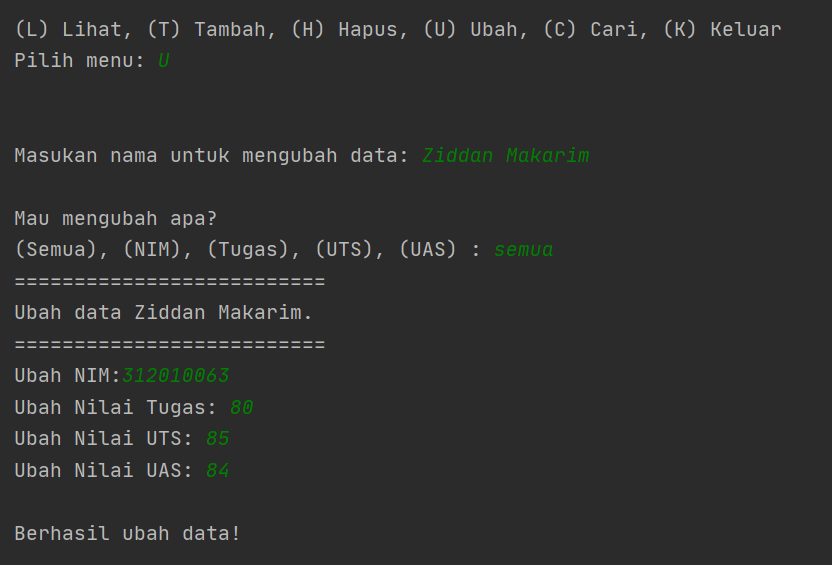 (L) Lihat, (T) Tambah, (H) Hapus, (U) Ubah, (C) Cari, (K) Keluar
Pilih menu: U
Masukan nama untuk mengubah data: Ziddan Makarim
Mau mengubah apa?
(Semua), (NIM), (Tugas), (UTS), (UAS) : semua
==========================
Ubah data Ziddan Makarim.
==========================
Ubah NIM:312010063
Ubah Nilai Tugas: 80
Ubah Nilai UTS: 85
Ubah Nilai UAS: 84
Berhasil ubah data!